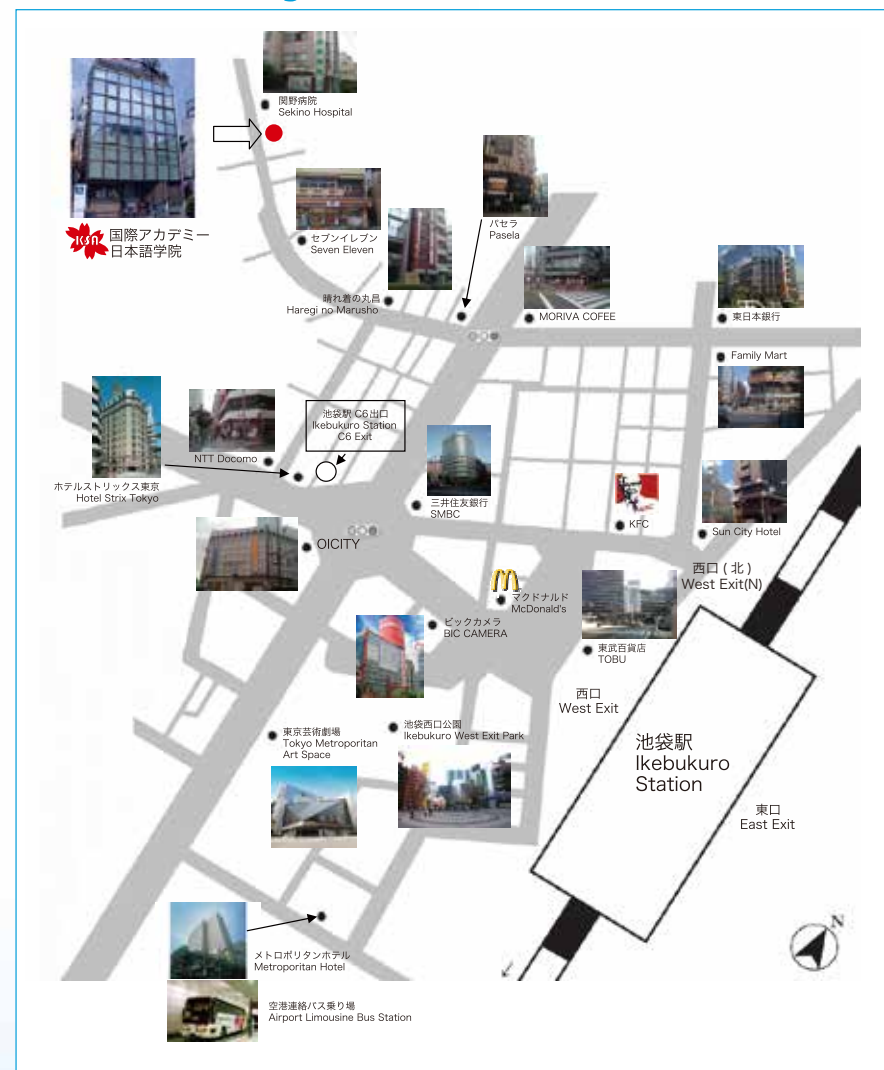 関野病院
Sekino Hospital
国際アカデミー
日本語学院
セブンイレブン
Seven Eleven
パセラ
Pasela
晴れ着の丸昌
Haregi no Marusho
MORIVA COFEE
東日本銀行
Family Mart
池袋駅 C6出口
Ikebukuro Station
C6 Exit
NTT Docomo
ホテルストリックス東京
Hotel Strix Tokyo
三井住友銀行
SMBC
KFC
Sun City Hotel
OICITY
西口(北)
West Exit(N)
マクドナルド
McDonald's
ビックカメラ
BIC CAMERA
東武百貨店
TOBU
西口
West Exit
東京芸術劇場
Tokyo Metroporitan
Art Space
池袋西口公園
Ikebukuro West Exit Park
池袋駅
Ikebukuro
Station
東口
East Exit
N
メトロポリタンホテル
Metroporitan Hotel
空港連絡バス乗り場
Airport Limousine Bus Station